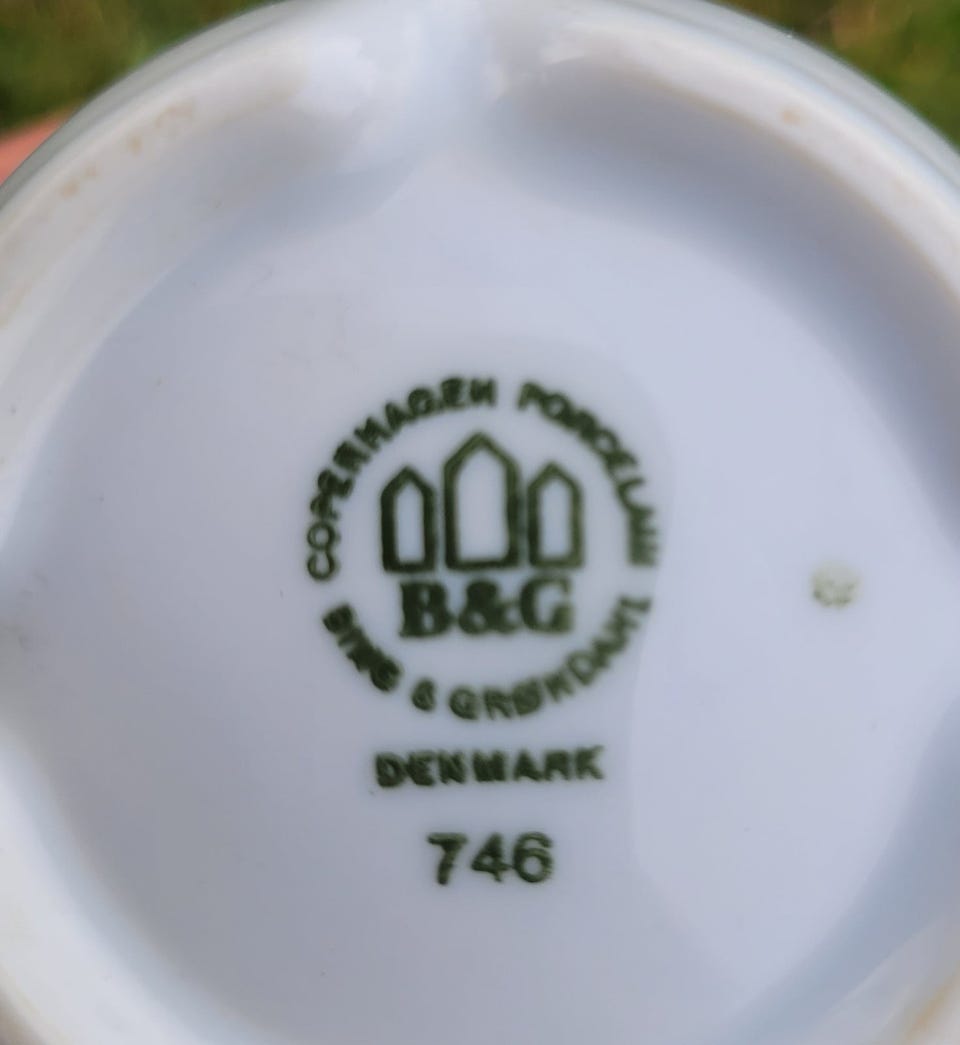 COPENHAGEN PORCELAIN
B&G
BING & GRØNDAHL
DENMARK
746